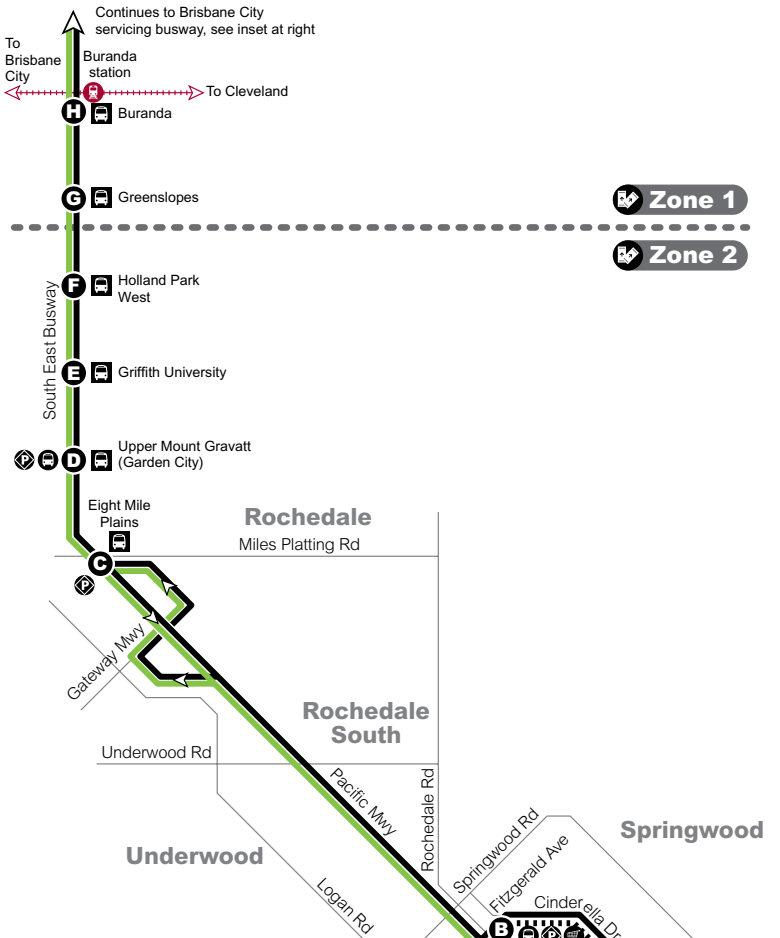 Continues to Brisbane City
servicing busway, see inset at right
To
Brisbane
City
Buranda
station
To Cleveland
H
Buranda
G
Greenslopes
Zone 1
Zone 2
F
Holland Park
West
South East Busway
E
Griffith University
P
D
Upper Mount Gravatt
(Garden City)
Eight Mile
Plains
Rochedale
Miles Platting Rd
C
P
Gateway Mwy
Rochedale
South
Underwood Rd
Pacific Mwy
Rochedale Rd
Springwood Rd
Springwood
Underwood
Fitzgerald Ave
Logan Rd
Cinderella Dr
B
P